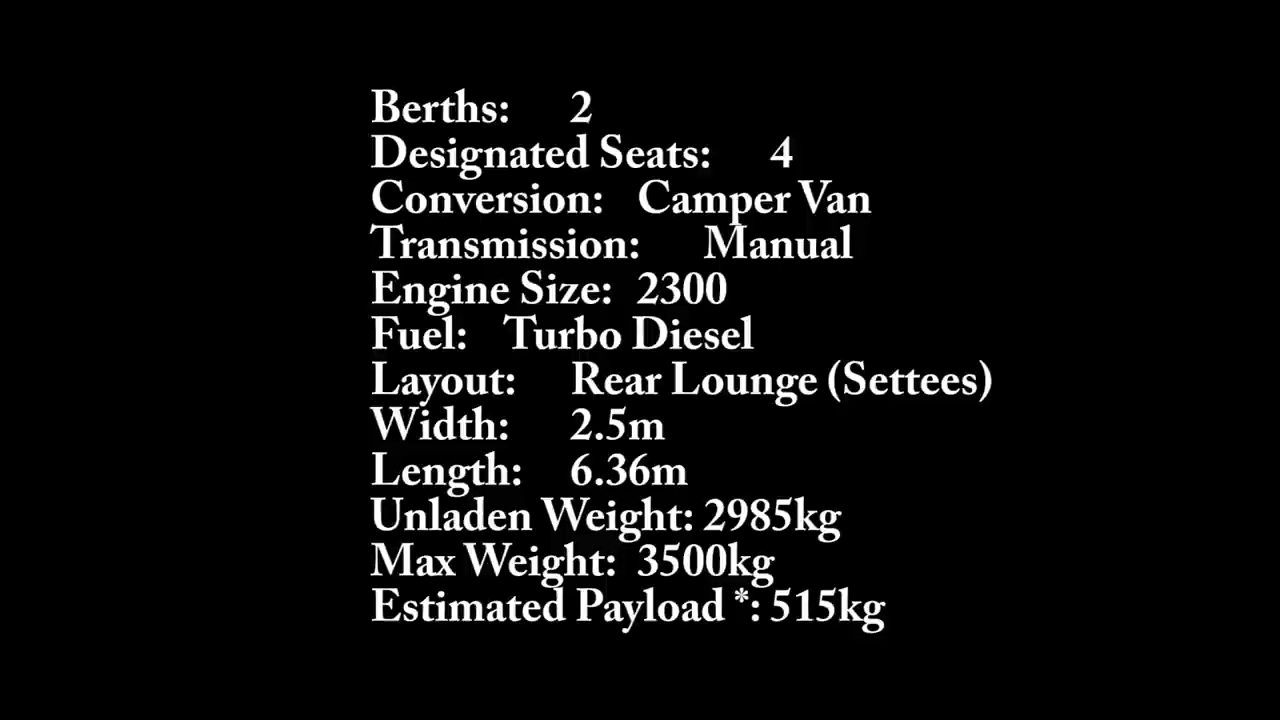 Berths: 2
Designated Seats: 4
Conversion: Camper Van
Transmission: Manual
Engine Size: 2300
Fuel: Turbo Diesel
Layout: Rear Lounge (Settees)
Width: 2.5m
Length: 6.36m
Unladen Weight: 2985kg
Max Weight: 3500kg
Estimated Payload *: 515kg